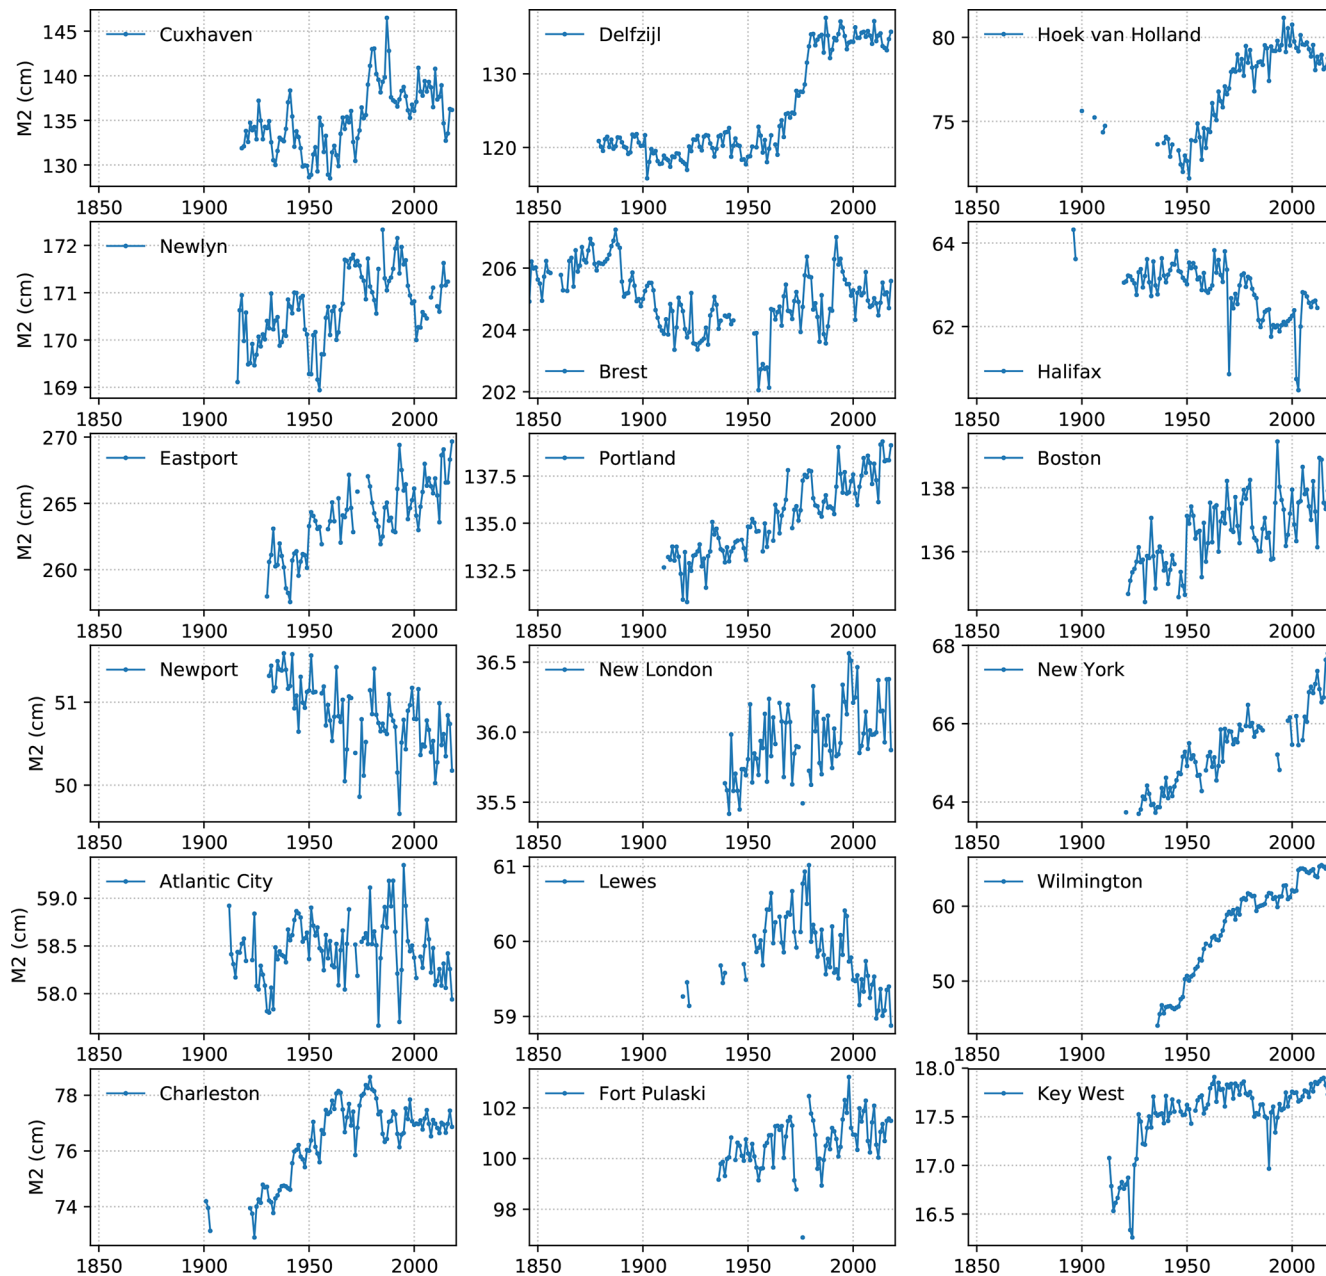 Cuxhaven
M2 (cm)
145
140
135
130
1850 1900 1950 2000
Delfzijl
130
120
1850 1900 1950 2000
Hoek van Holland
80
75
1850 1900 1950 2000
Newlyn
M2 (cm)
172
171
170
169
1850 1900 1950 2000
Brest
206
204
202
1850 1900 1950 2000
Halifax
64
62
1850 1900 1950 2000
Eastport
M2 (cm)
270
265
260
1850 1900 1950 2000
Portland
137.5
135.0
132.5
1850 1900 1950 2000
Boston
138
136
1850 1900 1950 2000
Newport
M2 (cm)
51
50
1850 1900 1950 2000
New London
36.5
36.0
35.5
1850 1900 1950 2000
New York
68
66
64
1850 1900 1950 2000
Atlantic City
M2 (cm)
59.0
58.5
58.0
1850 1900 1950 2000
Lewes
61
60
59
1850 1900 1950 2000
Wilmington
60
50
1850 1900 1950 2000
Charleston
M2 (cm)
78
76
74
1850 1900 1950 2000
Fort Pulaski
102
100
98
1850 1900 1950 2000
Key West
18.0
17.5
17.0
16.5
1850 1900 1950 2000